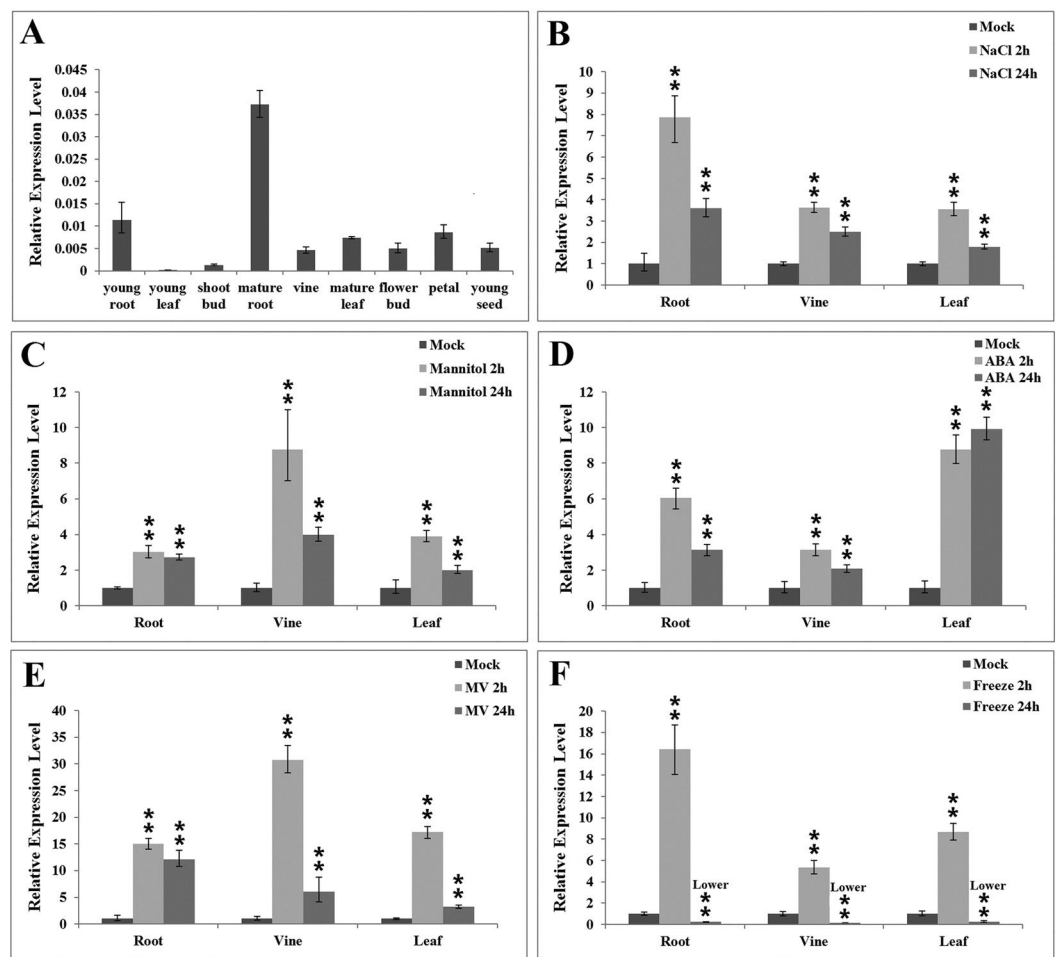 A
Relative Expression Level
0.045
0.04
0.035
0.03
0.025
0.02
0.015
0.01
0.005
0
young root
young leaf
shoot bud
mature root
vine
mature leaf
flower bud
petal
young seed
B
Mock
NaCl 2h
NaCl 24h
Relative Expression Level
10
9
8
7
6
5
4
3
2
1
0
**
**
**
**
**
**
Root
Vine
Leaf
C
Mock
Mannitol 2h
Mannitol 24h
Relative Expression Level
12
10
8
6
4
2
0
**
**
**
**
**
**
Root
Vine
Leaf
D
Mock
ABA 2h
ABA 24h
Relative Expression Level
12
10
8
6
4
2
0
**
**
**
**
**
**
Root
Vine
Leaf
E
Mock
MV 2h
MV 24h
Relative Expression Level
40
35
30
25
20
15
10
5
0
**
**
**
**
**
**
Root
Vine
Leaf
F
Mock
Freeze 2h
Freeze 24h
Relative Expression Level
20
18
16
14
12
10
8
6
4
2
0
**
Lower
**
**
Lower
**
**
Lower
**
Root
Vine
Leaf